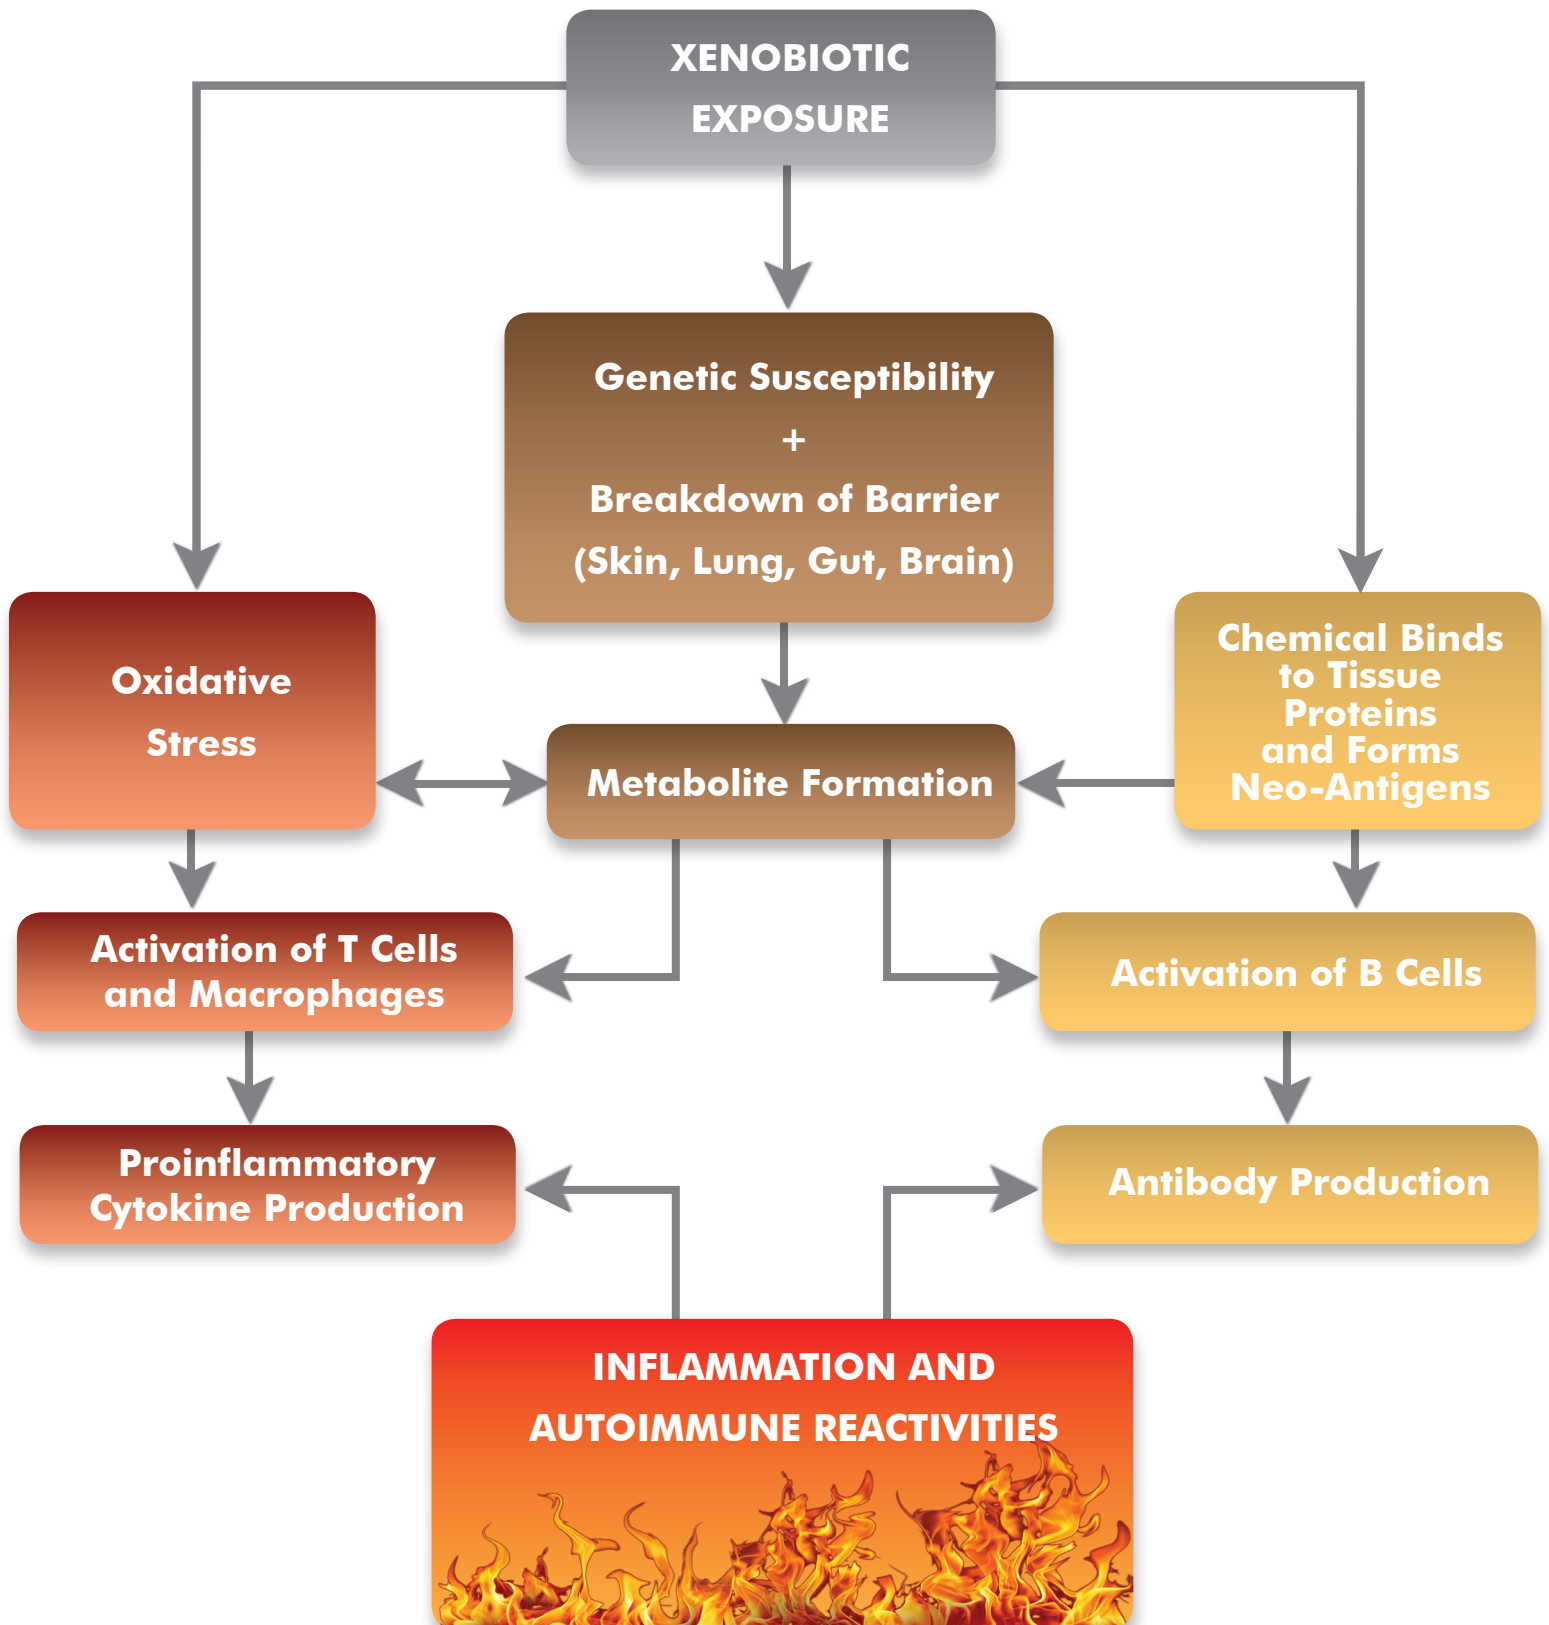 XENOBIOTIC
EXPOSURE
Genetic Susceptibility
+
Breakdown of Barrier
(Skin, Lung, Gut, Brain)
Oxidative
Stress
Metabolite Formation
Chemical Binds
to Tissue
Proteins
and Forms
Neo-Antigens
Activation of T Cells
and Macrophages
Activation of B Cells
Proinflammatory
Cytokine Production
Antibody Production
INFLAMMATION AND
AUTOIMMUNE REACTIVITIES